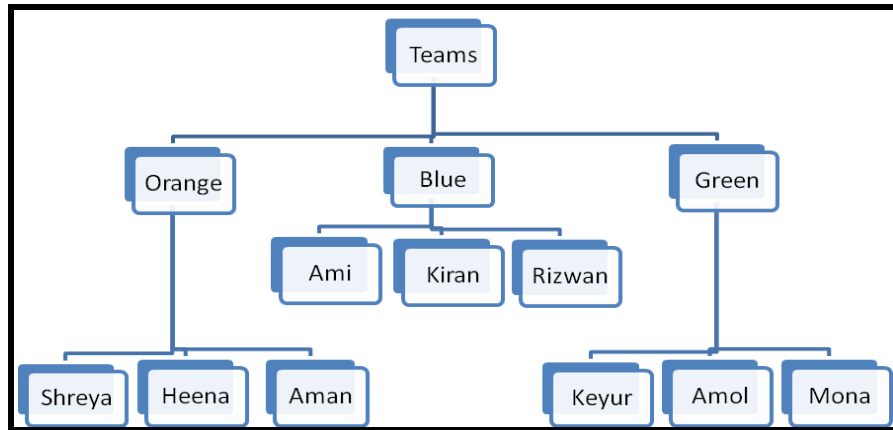 Teams
Orange
Blue
Green
Ami
Kiran
Rizwan
Shreya
Heena
Aman
Keyur
Amol
Mona